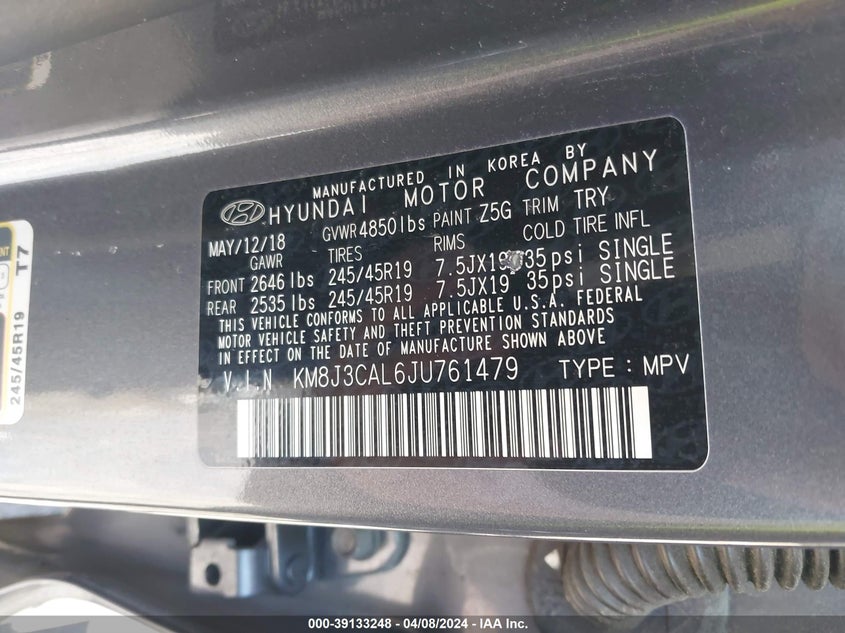 MANUFACTURED IN KOREA BY
HYUNDAI MOTOR COMPANY
MAY/12/18 GVWR 4850lbs PAINT Z5G TRIM TRY
GAWR TIRES RIMS COLD TIRE INFL
FRONT 2646 lbs 245/45R19 7.5JX19 35psi SINGLE
REAR 2535 lbs 245/45R19 7.5JX19 35psi SINGLE
THIS VEHICLE CONFORMS TO ALL APPLICABLE U.S.A. FEDERAL
MOTOR VEHICLE SAFETY AND THEFT PREVENTION STANDARDS
IN EFFECT ON THE DATE OF MANUFACTURE SHOWN ABOVE.
V.I.N KM8J3CAL6JU761479 TYPE : MPV
T7
245/45R19
000-39133248 - 04/08/2024 - IAA Inc.